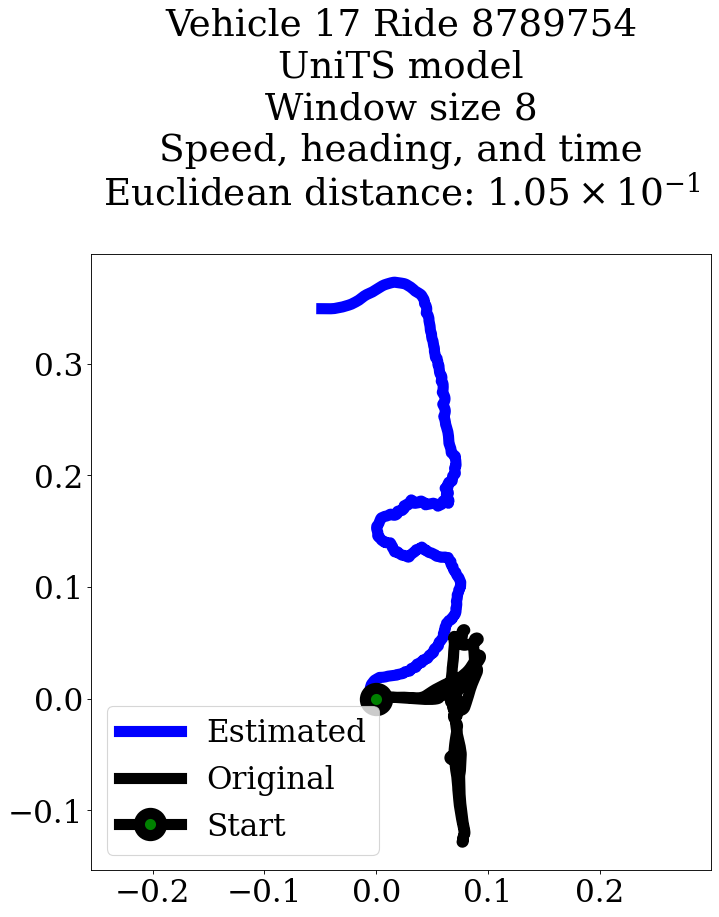 Vehicle 17 Ride 8789754
UniTS model
Window size 8
Speed, heading, and time
Euclidean distance: 1.05 × 10⁻¹
0.3
0.2
0.1
0.0
−0.1
Estimated
Original
Start
−0.2 −0.1 0.0 0.1 0.2